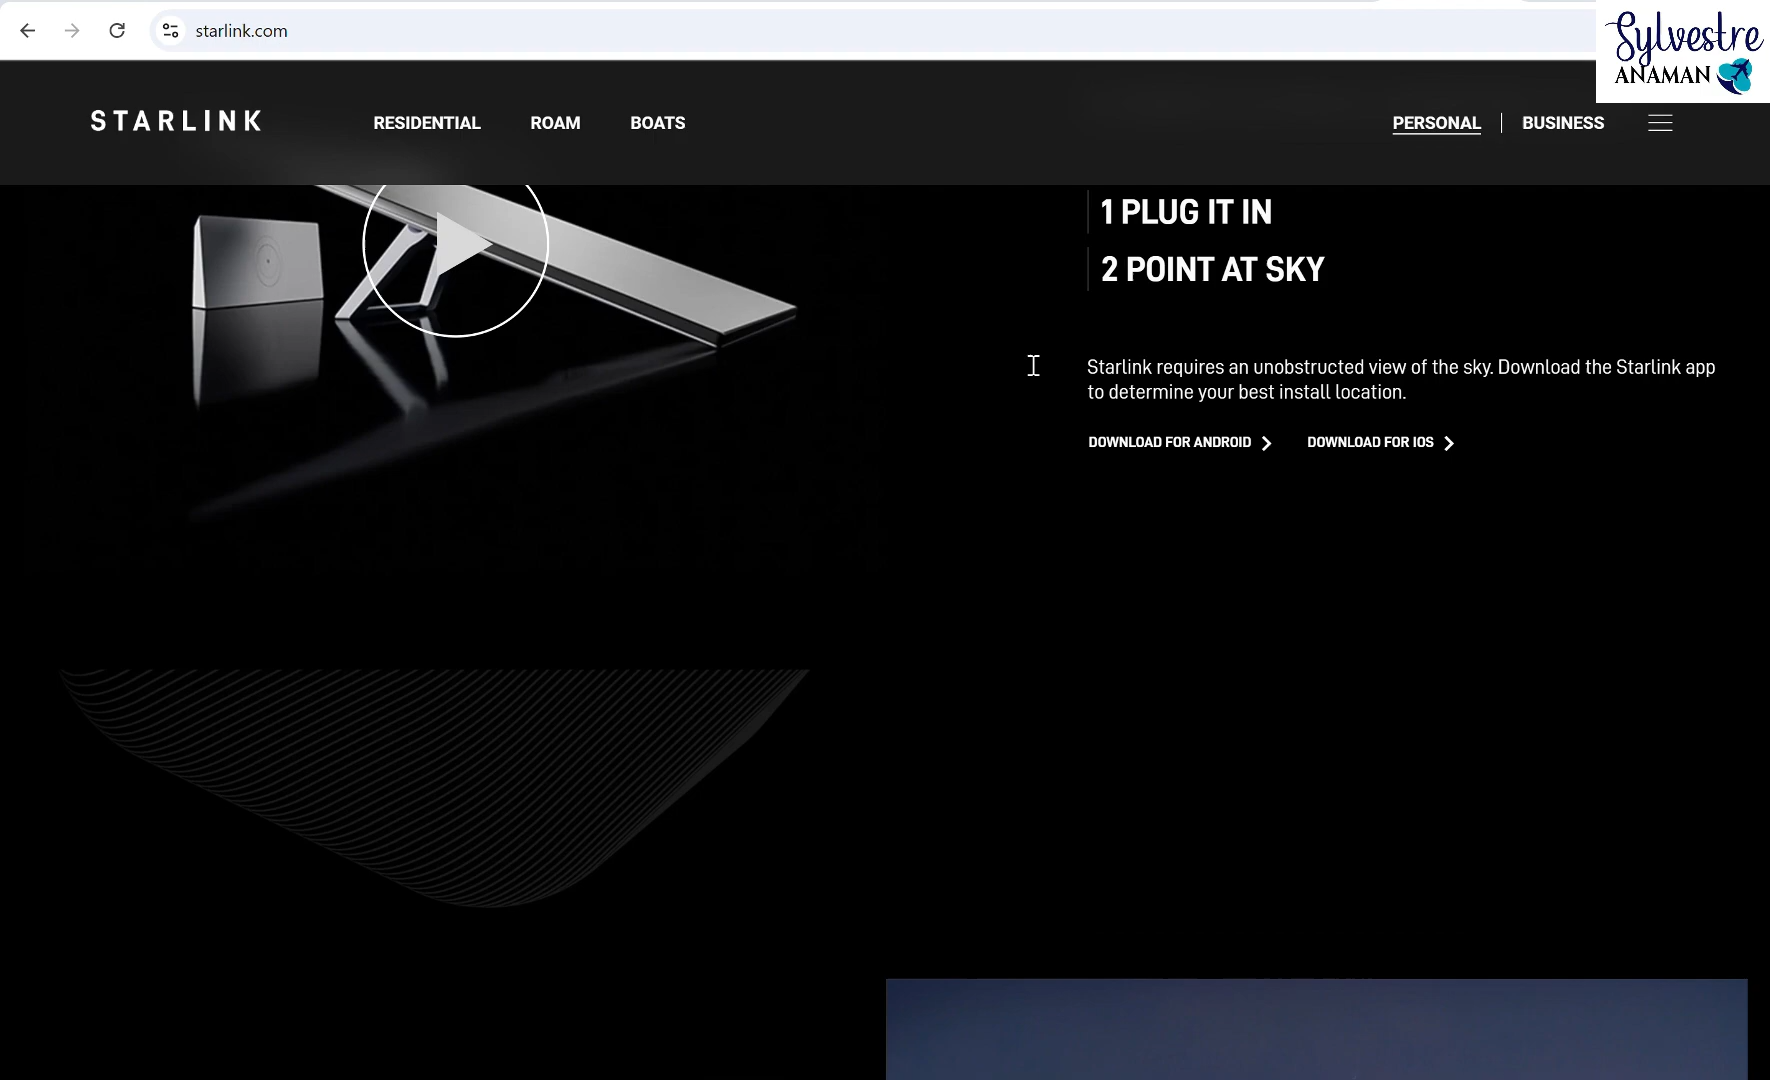 starlink.com
Sylvestre
ANAMAN
STARLINK
RESIDENTIAL
ROAM
BOATS
PERSONAL
BUSINESS
1 PLUG IT IN
2 POINT AT SKY
Starlink requires an unobstructed view of the sky. Download the Starlink app
to determine your best install location.
DOWNLOAD FOR ANDROID
DOWNLOAD FOR IOS